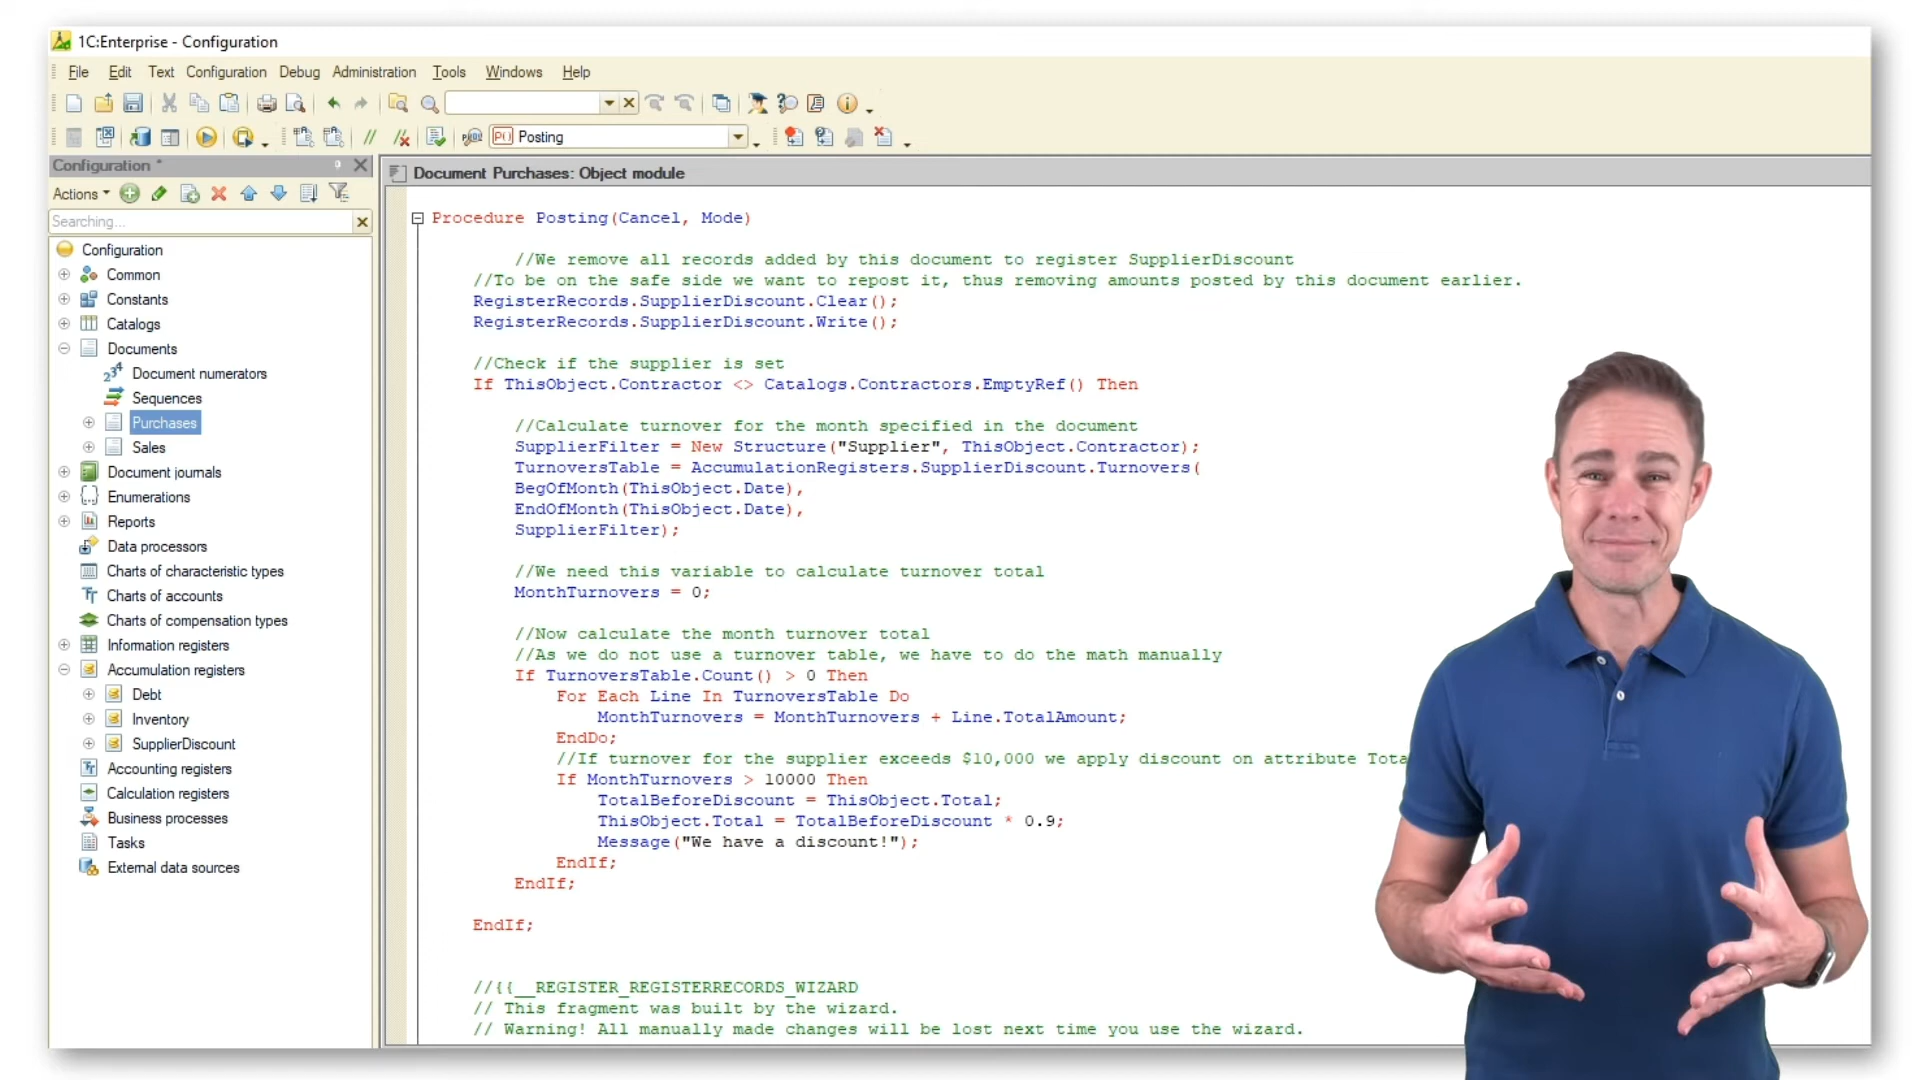 1C:Enterprise - Configuration
File Edit Text Configuration Debug Administration Tools Windows Help
P() Posting
Configuration *
Actions
Searching...
Configuration
Common
Constants
Catalogs
Documents
Document numerators
Sequences
Purchases
Sales
Document journals
Enumerations
Reports
Data processors
Charts of characteristic types
Charts of accounts
Charts of compensation types
Information registers
Accumulation registers
Debt
Inventory
SupplierDiscount
Accounting registers
Calculation registers
Business processes
Tasks
External data sources
Document Purchases: Object module
Procedure Posting(Cancel, Mode)
//We remove all records added by this document to register SupplierDiscount
//To be on the safe side we want to repost it, thus removing amounts posted by this document earlier.
RegisterRecords.SupplierDiscount.Clear();
RegisterRecords.SupplierDiscount.Write();
//Check if the supplier is set
If ThisObject.Contractor <> Catalogs.Contractors.EmptyRef() Then
//Calculate turnover for the month specified in the document
SupplierFilter = New Structure("Supplier", ThisObject.Contractor);
TurnoversTable = AccumulationRegisters.SupplierDiscount.Turnovers(
BegOfMonth(ThisObject.Date),
EndOfMonth(ThisObject.Date),
SupplierFilter);
//We need this variable to calculate turnover total
MonthTurnovers = 0;
//Now calculate the month turnover total
//As we do not use a turnover table, we have to do the math manually
If TurnoversTable.Count() > 0 Then
For Each Line In TurnoversTable Do
MonthTurnovers = MonthTurnovers + Line.TotalAmount;
EndDo;
//If turnover for the supplier exceeds $10,000 we apply discount on attribute Tota
If MonthTurnovers > 10000 Then
TotalBeforeDiscount = ThisObject.Total;
ThisObject.Total = TotalBeforeDiscount * 0.9;
Message("We have a discount!");
EndIf;
EndIf;
EndIf;
//{{__REGISTER_REGISTERRECORDS_WIZARD
// This fragment was built by the wizard.
// Warning! All manually made changes will be lost next time you use the wizard.